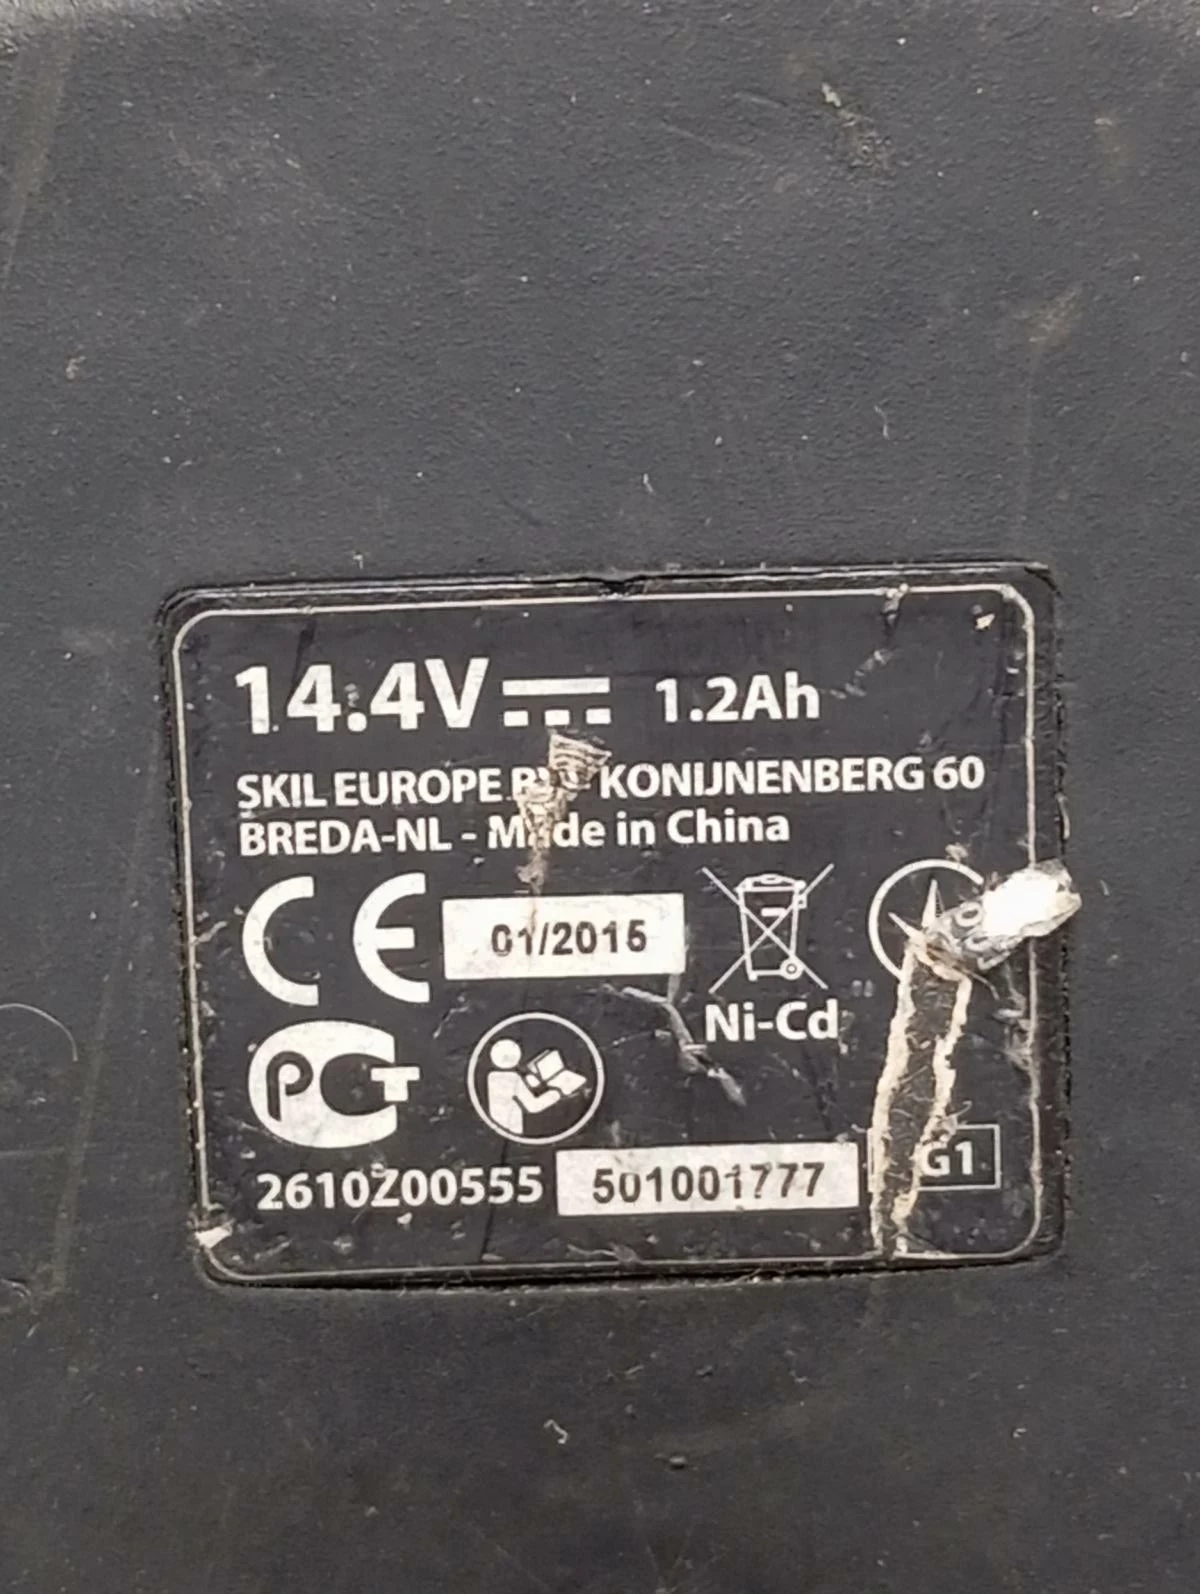 14.4V 1.2Ah
SKIL EUROPE KONIJNENBERG 60
BREDA-NL - Made in China
CE 01/2015
Ni-Cd
РСТ
2610Z00555 501001777 G1